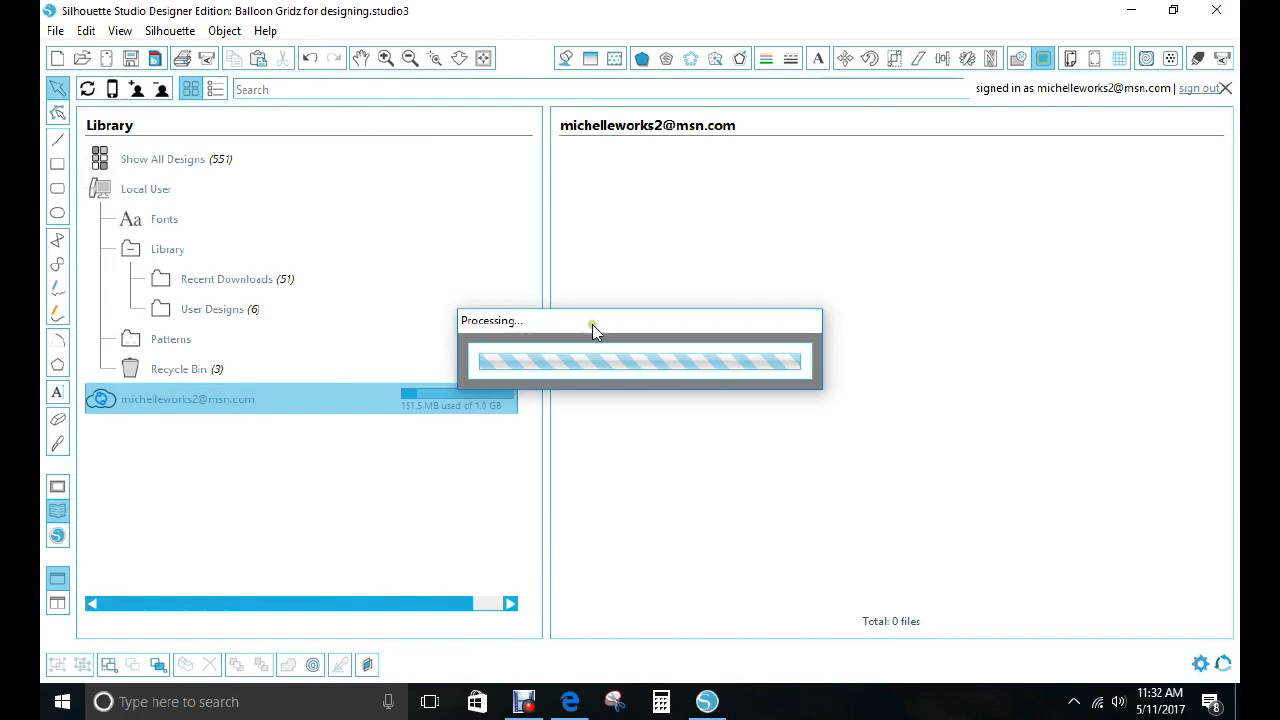 Silhouette Studio Designer Edition: Balloon Gridz for designing.studio3
File Edit View Silhouette Object Help
Search
signed in as michelleworks2@msn.com | sign out
Library
michelleworks2@msn.com
Show All Designs (551)
Local User
Aa Fonts
Library
Recent Downloads (51)
User Designs (6)
Patterns
Recycle Bin (3)
michelleworks2@msn.com
151.5 MB used of 1.0 GB
Processing...
Total: 0 files
Type here to search
11:32 AM
5/11/2017
8